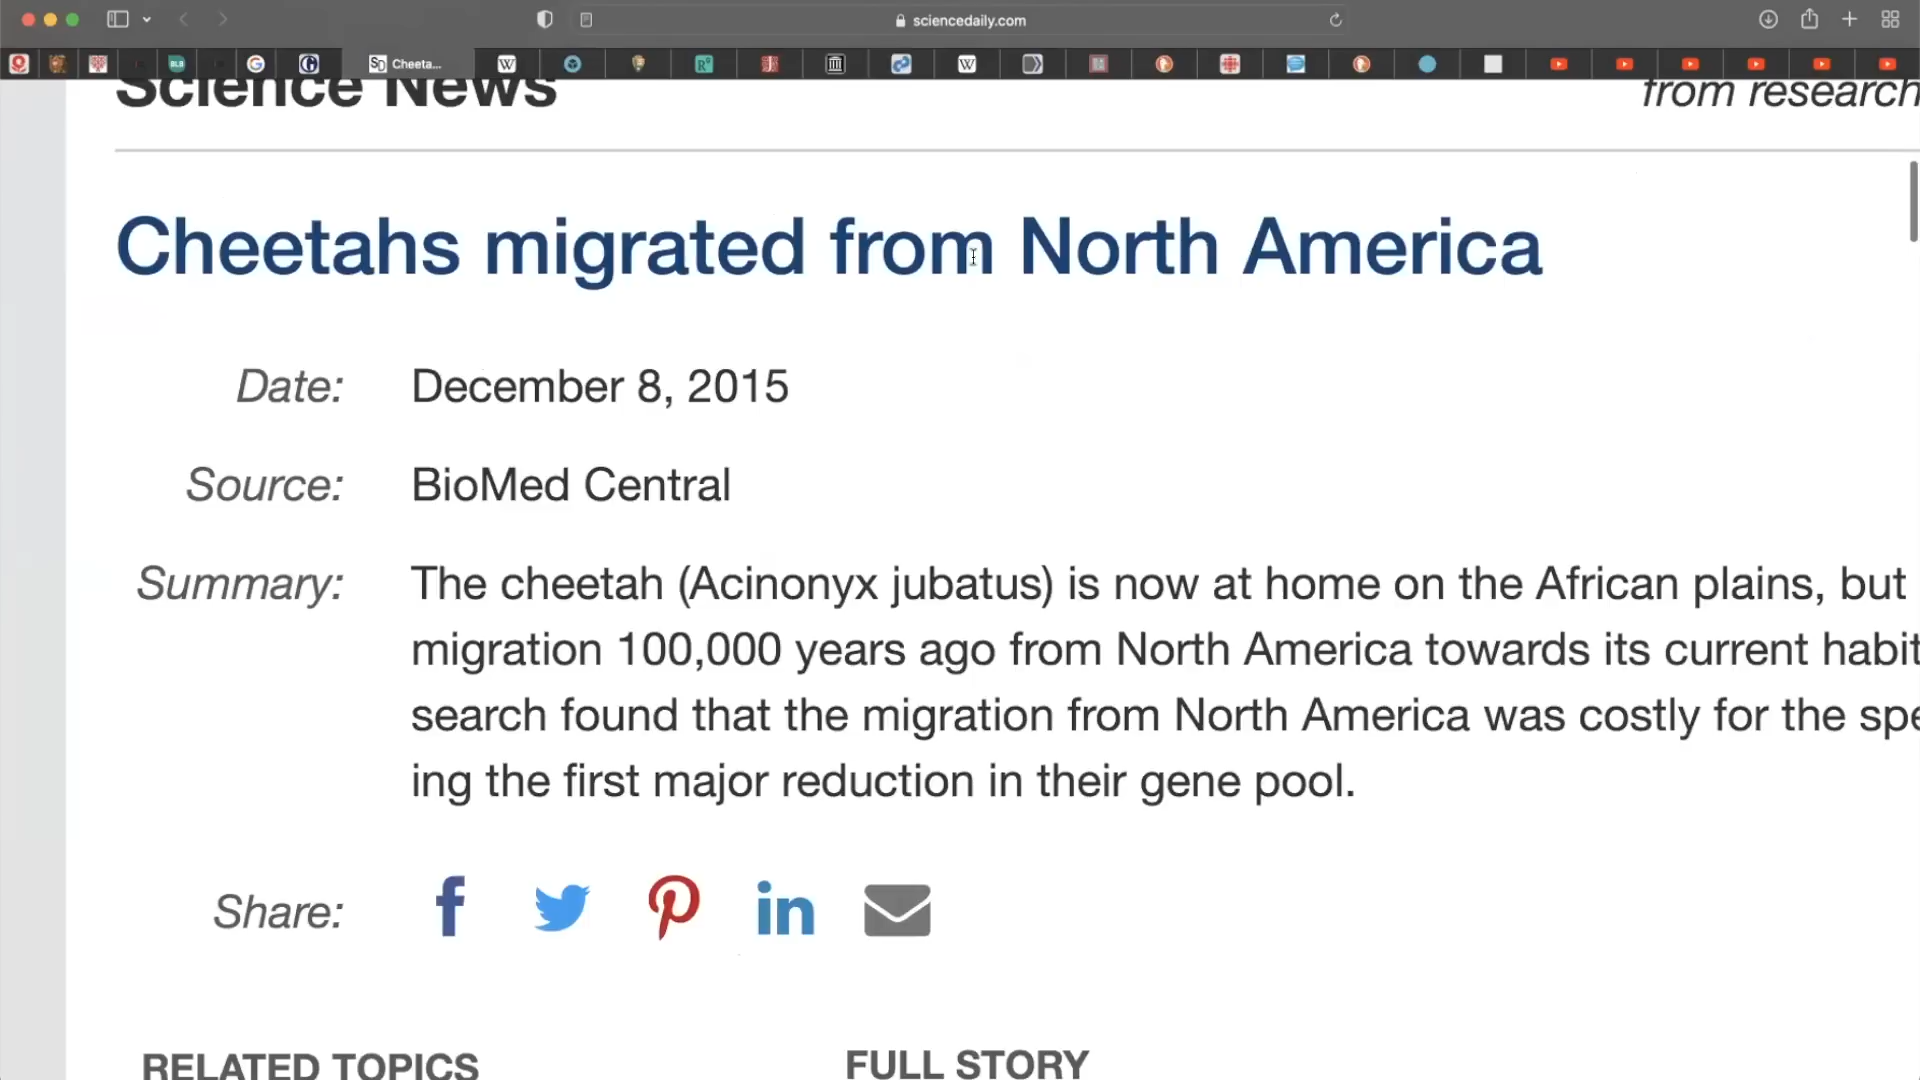 sciencedaily.com
BLB
G
SD Cheeta...
W
W
Science News
from research
Cheetahs migrated from North America
Date: December 8, 2015
Source: BioMed Central
Summary: The cheetah (Acinonyx jubatus) is now at home on the African plains, but
migration 100,000 years ago from North America towards its current habit
search found that the migration from North America was costly for the spe
ing the first major reduction in their gene pool.
Share: f in
RELATED TOPICS
FULL STORY